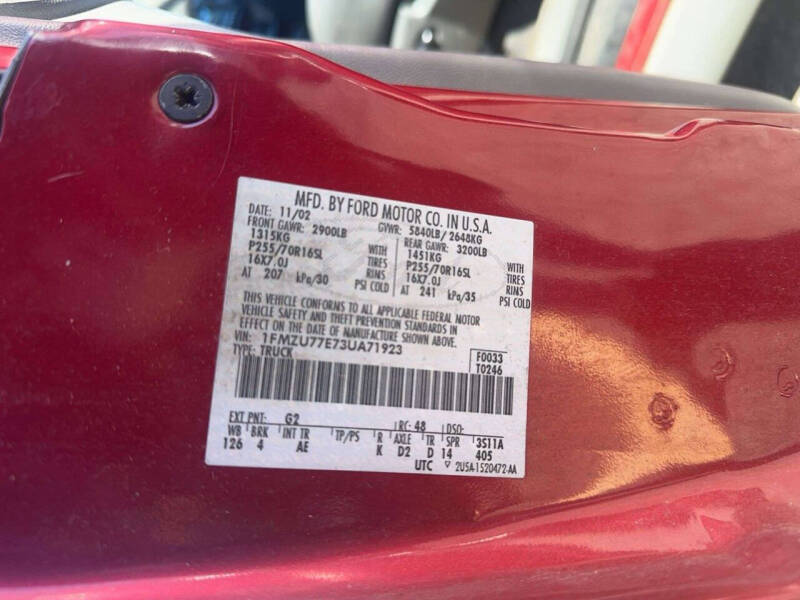 MFD. BY FORD MOTOR CO. IN U.S.A.
DATE: 11/02 GVWR: 5840LB/ 2648KG
FRONT GAWR: 2900LB REAR GAWR: 3200LB
1315KG WITH 1451KG WITH
P255/70R16SL TIRES P255/70R16SL TIRES
16X7.0J RIMS 16X7.0J RIMS
AT 207 kPa/30 PSI COLD AT 241 kPa/35 PSI COLD
THIS VEHICLE CONFORMS TO ALL APPLICABLE FEDERAL MOTOR
VEHICLE SAFETY AND THEFT PREVENTION STANDARDS IN
EFFECT ON THE DATE OF MANUFACTURE SHOWN ABOVE.
VIN: 1FMZU77E73UA71923 F0033
TYPE: TRUCK T0246
EXT PNT: G2 RC: 48 DSO:
WB BRK INT TR TP/PS R AXLE TR SPR 3S11A
126 4 AE K D2 D 14 405
UTC ▽ 2U5A-1520472-AA